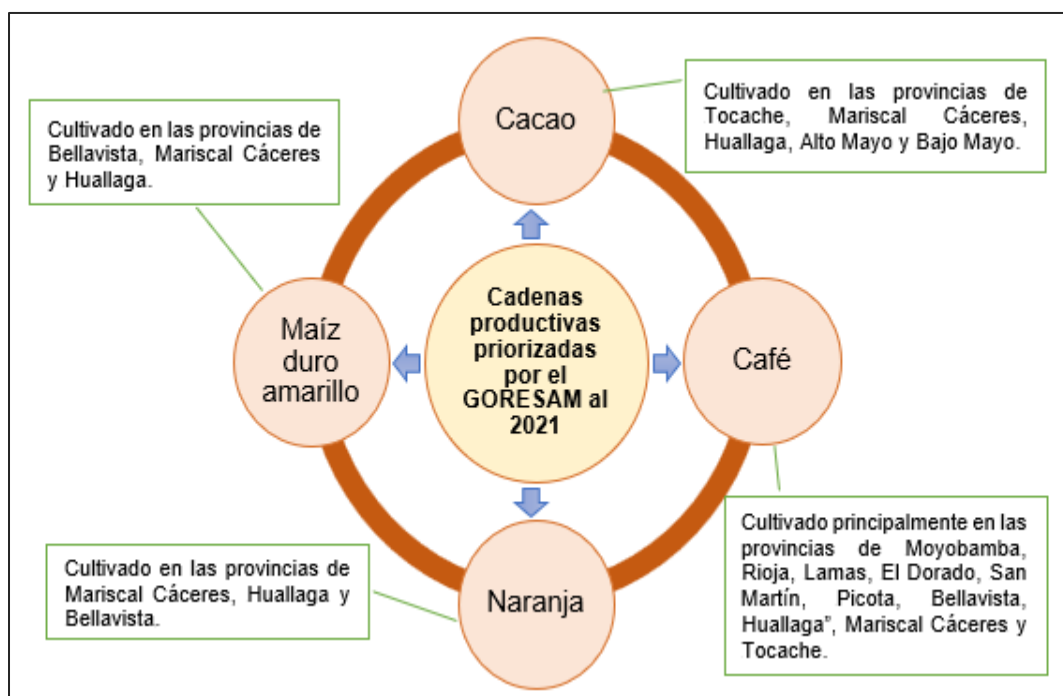 Cacao
Cultivado en las provincias de
Tocache, Mariscal Cáceres,
Huallaga, Alto Mayo y Bajo Mayo.
Cultivado en las provincias de
Bellavista, Mariscal Cáceres
y Huallaga.
Maíz
duro
amarillo
Cadenas
productivas
priorizadas
por el
GORESAM al
2021
Café
Cultivado principalmente en las
provincias de Moyobamba,
Rioja, Lamas, El Dorado, San
Martín, Picota, Bellavista,
Huallaga”, Mariscal Cáceres y
Tocache.
Cultivado en las provincias de
Mariscal Cáceres, Huallaga y
Bellavista.
Naranja